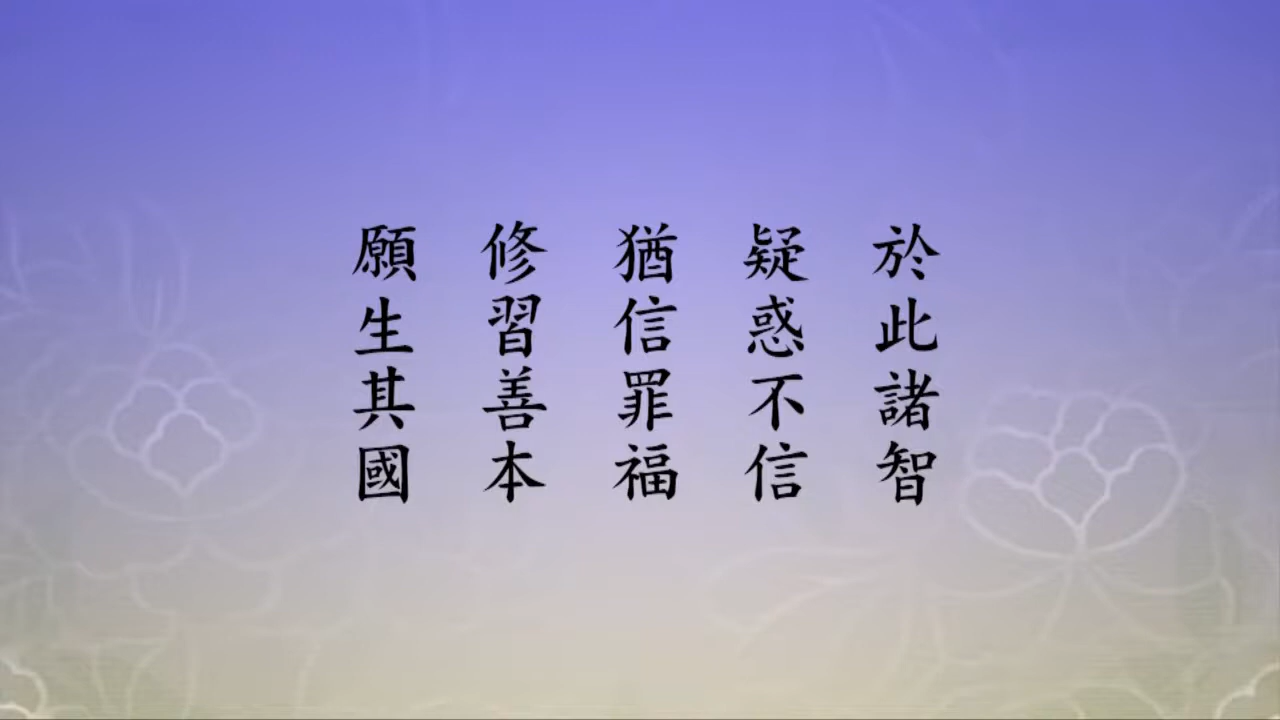 於此諸智
疑惑不信
猶信罪福
修習善本
願生其國